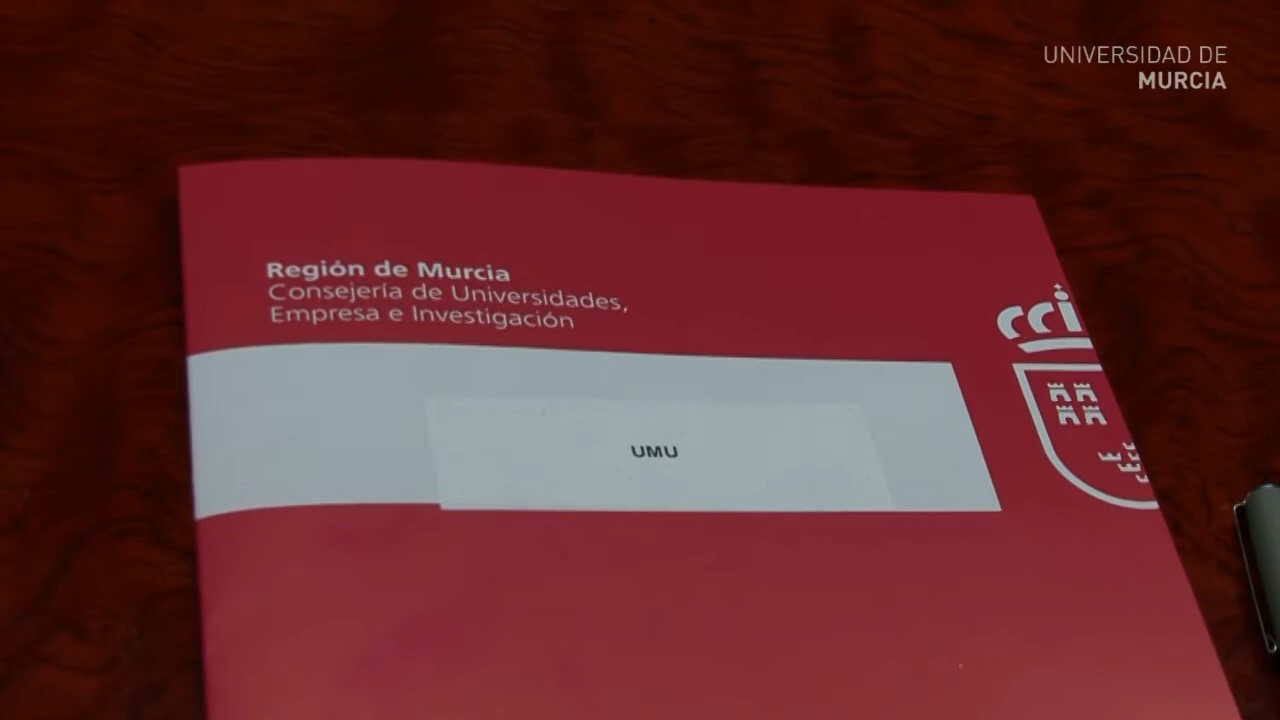 UNIVERSIDAD DE
MURCIA
Región de Murcia
Consejería de Universidades,
Empresa e Investigación
UMU